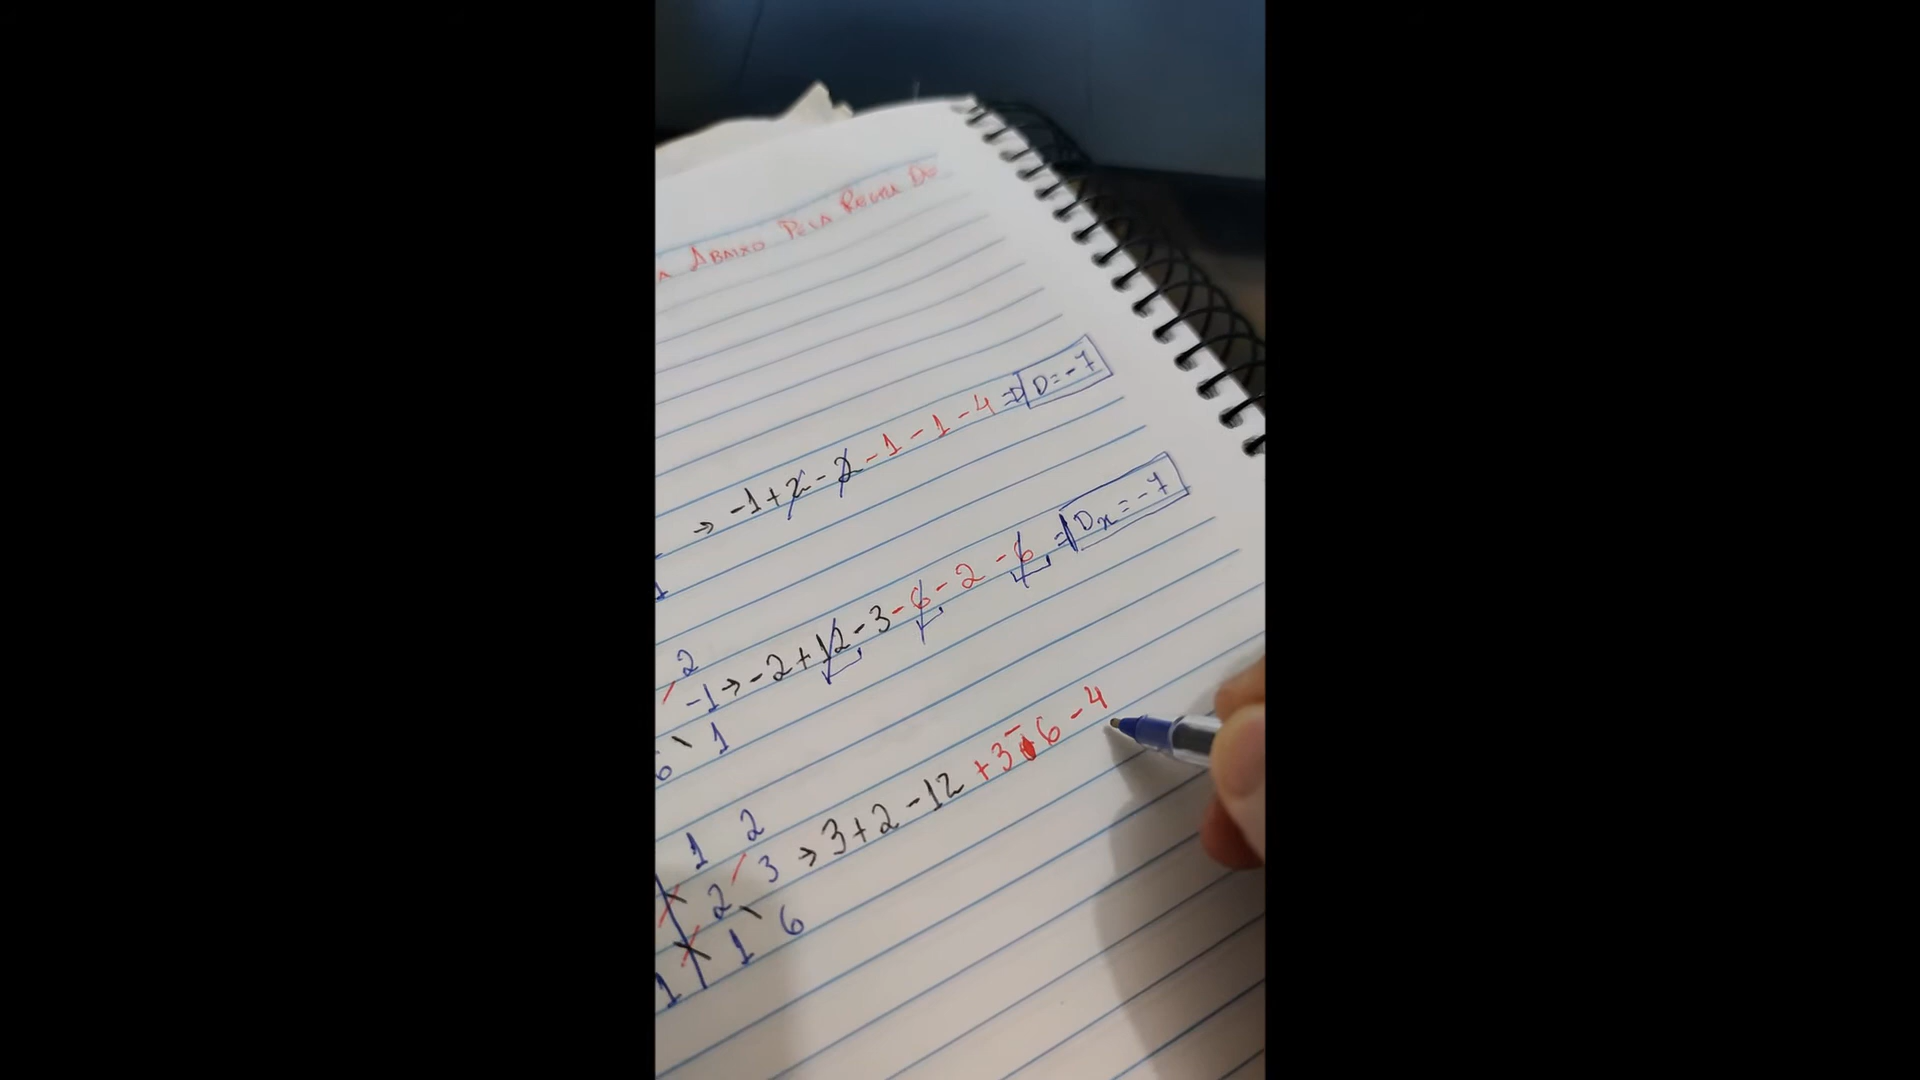 A ABAIXO PELA REGRA DE
→ -1+2-2-1-1-4 ⇒ D=-7
1
2
-1 → -2+12-3-6-2-6 ⇒ Dx=-7
6 1
1 2
2 3 → 3+2-12+3-6-4
1 1 6